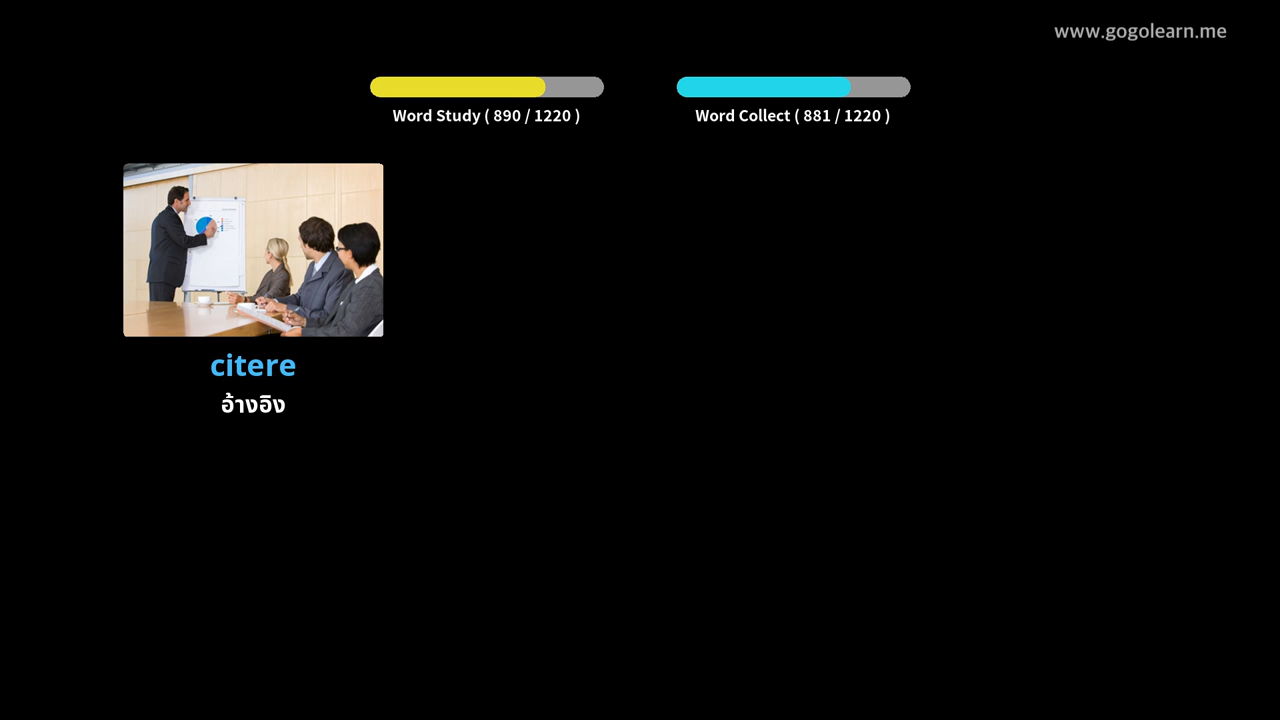 www.gogolearn.me
Word Study ( 890 / 1220 )
Word Collect ( 881 / 1220 )
citere
อ้างอิง